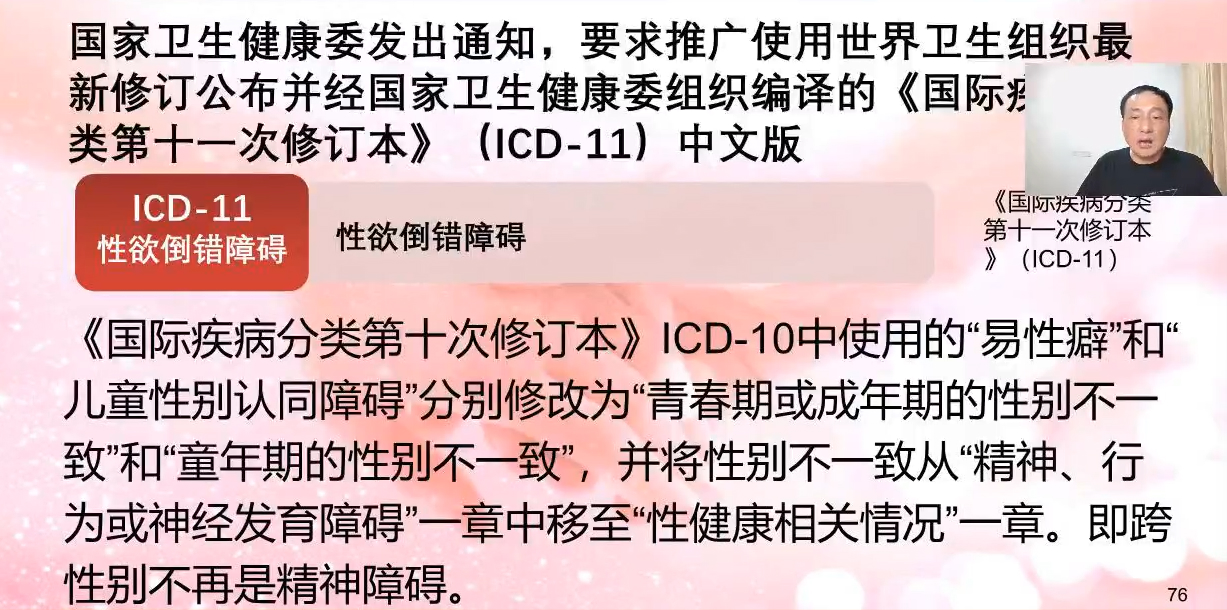 国家卫生健康委发出通知，要求推广使用世界卫生组织最
新修订公布并经国家卫生健康委组织编译的《国际疾
类第十一次修订本》（ICD-11）中文版
ICD-11
性欲倒错障碍
性欲倒错障碍
《国际疾病分类
第十一次修订本
》（ICD-11）
《国际疾病分类第十次修订本》ICD-10中使用的“易性癖”和“
儿童性别认同障碍”分别修改为“青春期或成年期的性别不一
致”和“童年期的性别不一致”，并将性别不一致从“精神、行
为或神经发育障碍”一章中移至“性健康相关情况”一章。即跨
性别不再是精神障碍。
76